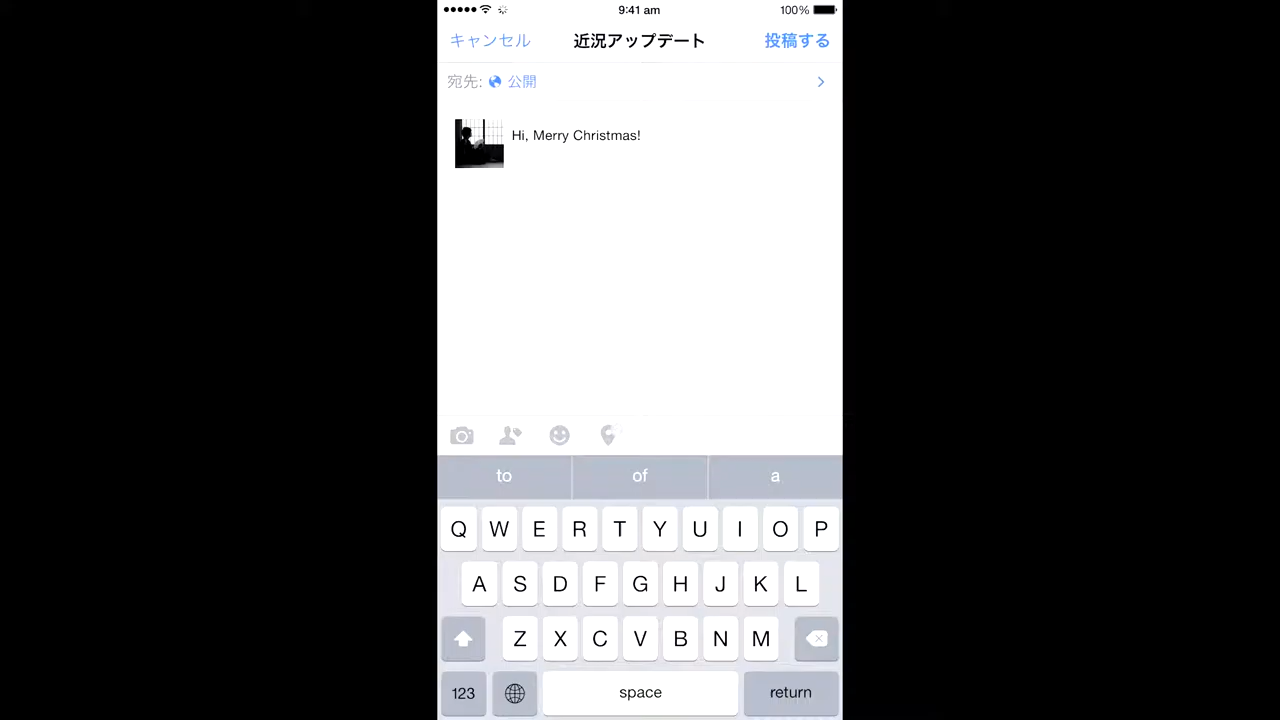 9:41 am 100%
キャンセル 近況アップデート 投稿する
宛先: 公開
Hi, Merry Christmas!
to of a
Q W E R T Y U I O P
A S D F G H J K L
Z X C V B N M
123 space return